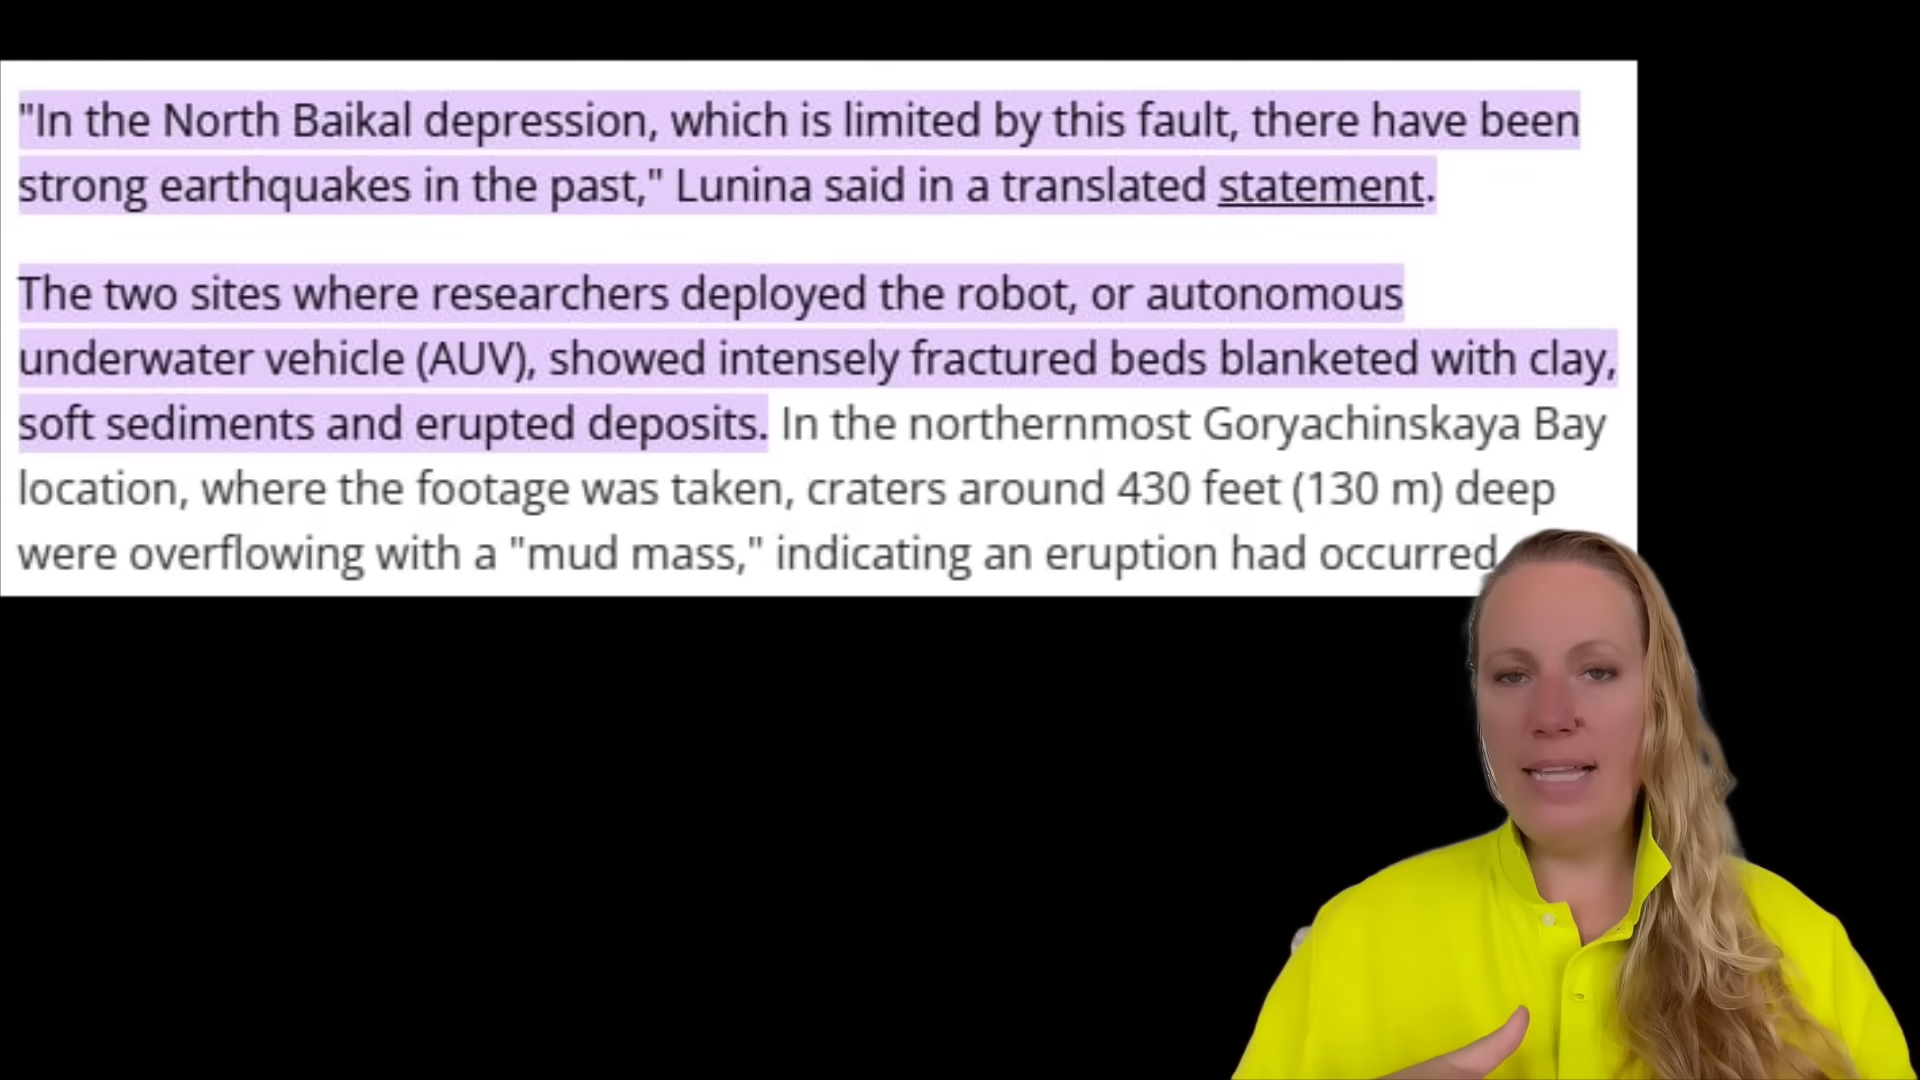 "In the North Baikal depression, which is limited by this fault, there have been
strong earthquakes in the past," Lunina said in a translated statement.
The two sites where researchers deployed the robot, or autonomous
underwater vehicle (AUV), showed intensely fractured beds blanketed with clay,
soft sediments and erupted deposits. In the northernmost Goryachinskaya Bay
location, where the footage was taken, craters around 430 feet (130 m) deep
were overflowing with a "mud mass," indicating an eruption had occurred